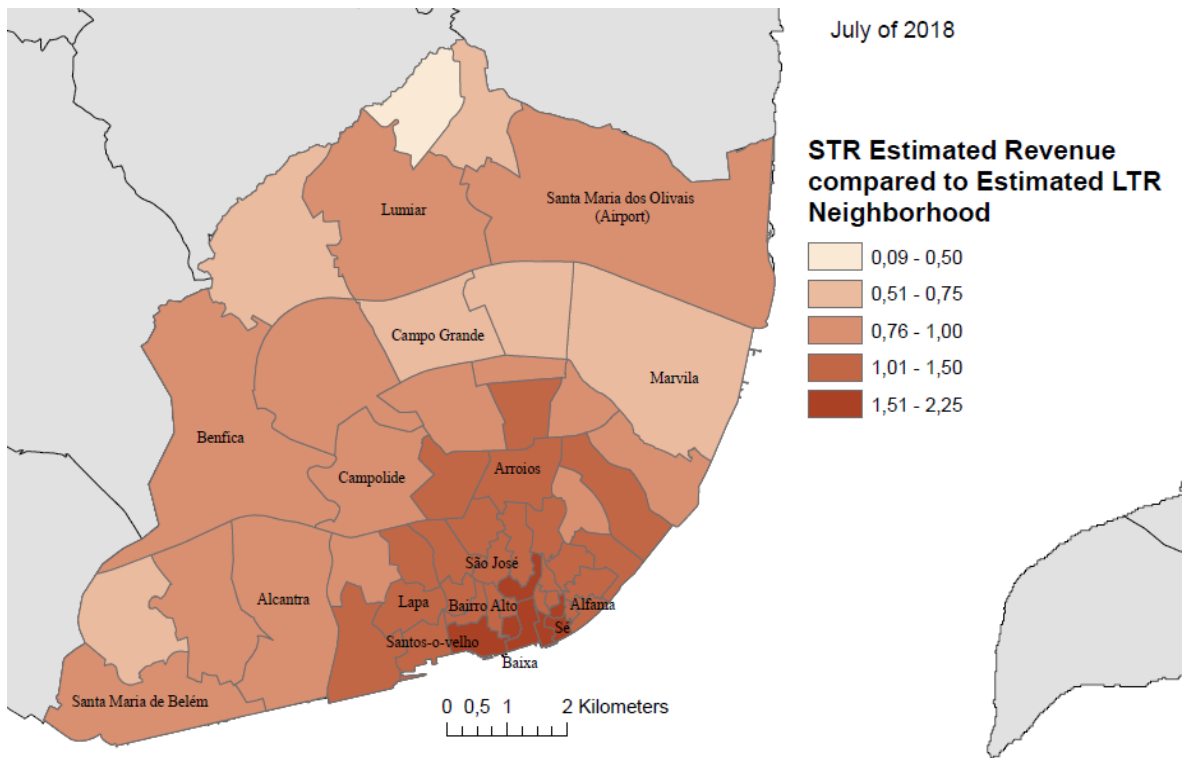 July of 2018
STR Estimated Revenue
compared to Estimated LTR
Neighborhood
0,09 - 0,50
0,51 - 0,75
0,76 - 1,00
1,01 - 1,50
1,51 - 2,25
Lumiar
Santa Maria dos Olivais
(Airport)
Campo Grande
Marvila
Benfica
Campolide
Arroios
São José
Alcantra
Lapa
Bairro Alto
Alfama
Sé
Santos-o-velho
Baixa
Santa Maria de Belém
0 0,5 1 2 Kilometers